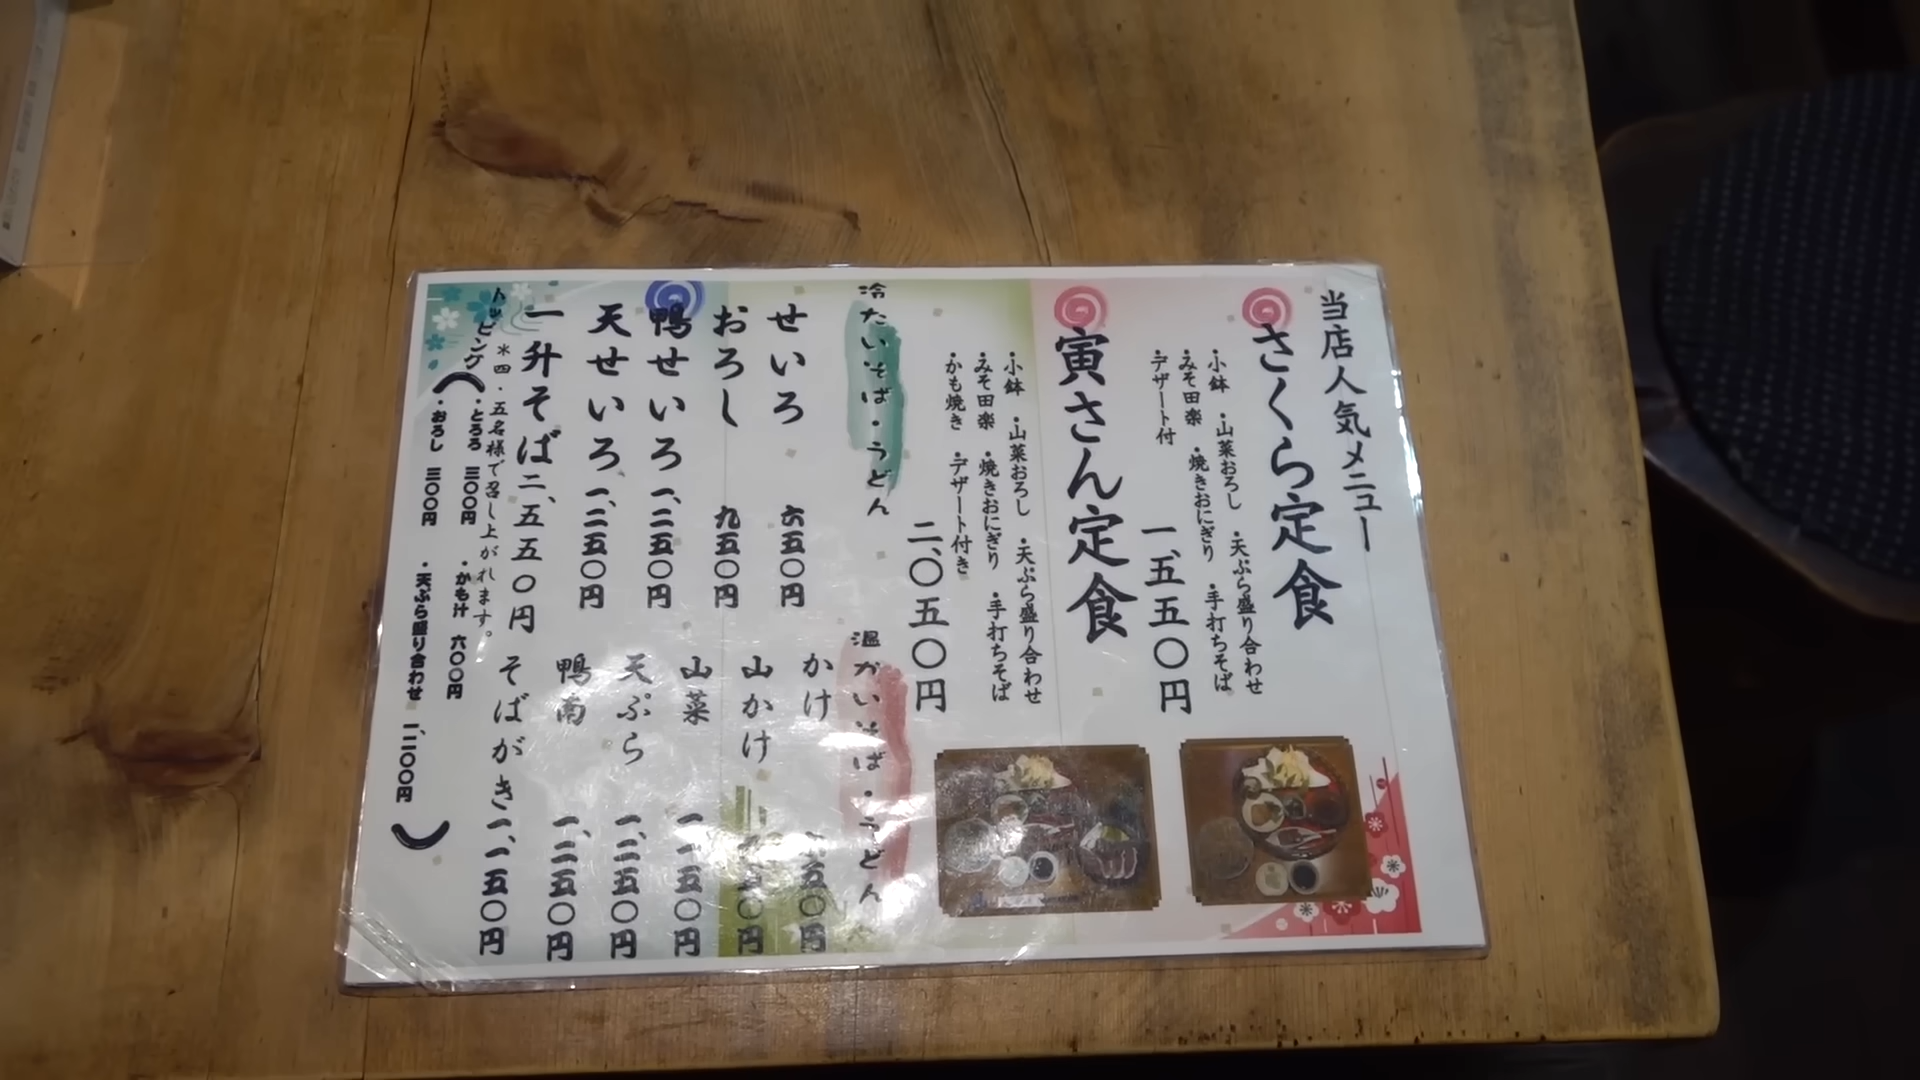 当店人気メニュー
さくら定食
・小鉢 ・山菜おろし ・天ぷら盛り合わせ
・みそ田楽 ・焼きおにぎり ・手打ちそば
・デザート付
一、五五〇円
寅さん定食
・小鉢 ・山菜おろし ・天ぷら盛り合わせ
・みそ田楽 ・焼きおにぎり ・手打ちそば
・かも焼き ・デザート付き
二、〇五〇円
冷たいそば・うどん
せいろ 六五〇円
おろし 九五〇円
鴨せいろ 一、二五〇円
天せいろ 一、二五〇円
一升そば 二、五五〇円
*四・五名様で召し上がれます。
トッピング
・とろろ 三〇〇円 ・かも汁 六〇〇円
・おろし 三〇〇円 ・天ぷら盛り合わせ
温かいそば・うどん
かけ
山かけ
山菜
天ぷら 一、二五〇円
鴨南 一、二五〇円
そばがき 一、一五〇円